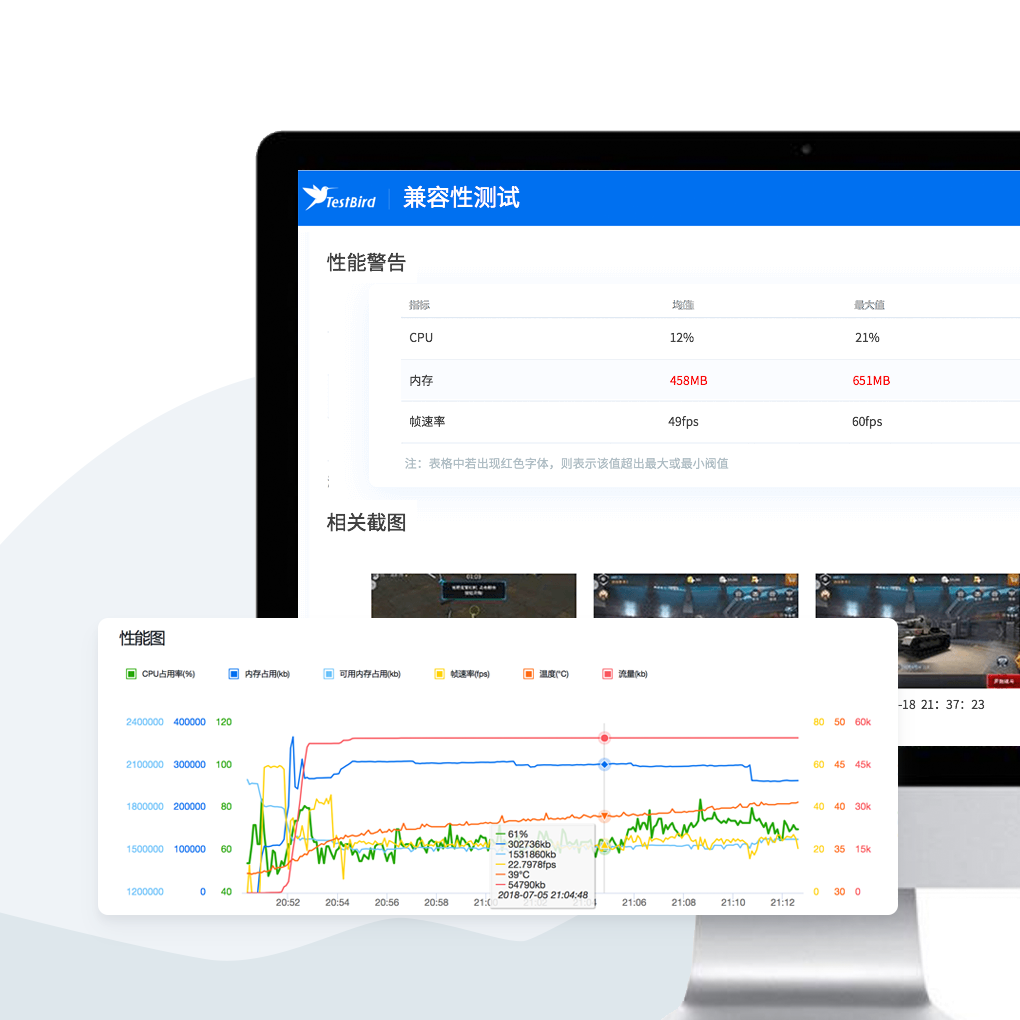 TestBird
兼容性测试
性能警告
指标 均值 最大值
CPU 12% 21%
内存 458MB 651MB
帧速率 49fps 60fps
注：表格中若出现红色字体，则表示该值超出最大或最小阀值
相关截图
-18 21：37：23
性能图
CPU占用率(%) 内存占用(kb) 可用内存占用(kb) 帧速率(fps) 温度(°C) 流量(kb)
2400000 400000 120 80 50 60k
2100000 300000 100 60 45 45k
1800000 200000 80 40 40 30k
1500000 100000 60 20 35 15k
1200000 0 40 0 30 0
61%
302736kb
1531860kb
22.7978fps
39°C
54790kb
2018-07-05 21:04:48
20:52 20:54 20:56 20:58 21:00 21:02 21:04 21:06 21:08 21:10 21:12